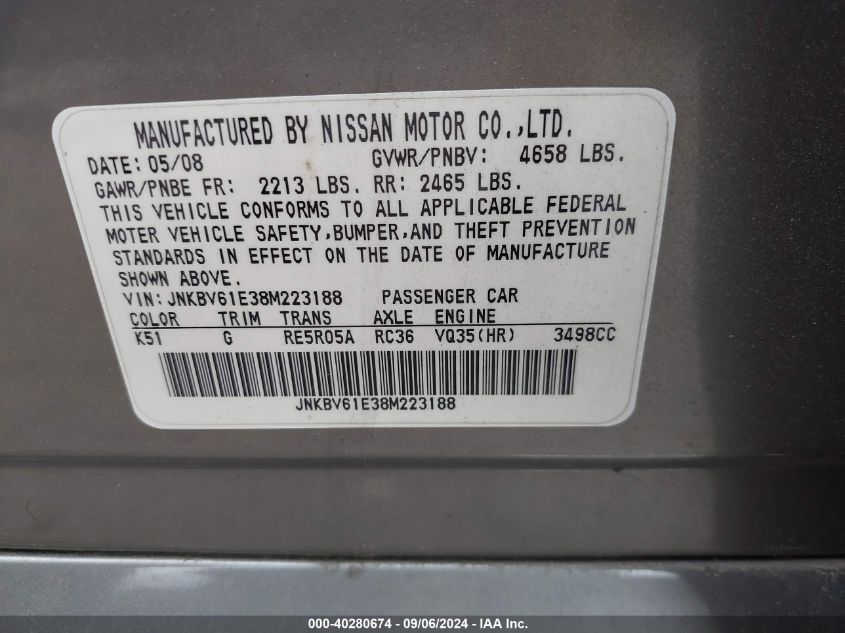 MANUFACTURED BY NISSAN MOTOR CO.,LTD.
DATE: 05/08 GVWR/PNBV: 4658 LBS.
GAWR/PNBE FR: 2213 LBS. RR: 2465 LBS.
THIS VEHICLE CONFORMS TO ALL APPLICABLE FEDERAL
MOTER VEHICLE SAFETY,BUMPER,AND THEFT PREVENTION
STANDARDS IN EFFECT ON THE DATE OF MANUFACTURE
SHOWN ABOVE.
VIN: JNKBV61E38M223188 PASSENGER CAR
COLOR TRIM TRANS AXLE ENGINE
K51 G RE5R05A RC36 VQ35(HR) 3498CC
JNKBV61E38M223188
000-40280674 - 09/06/2024 - IAA Inc.